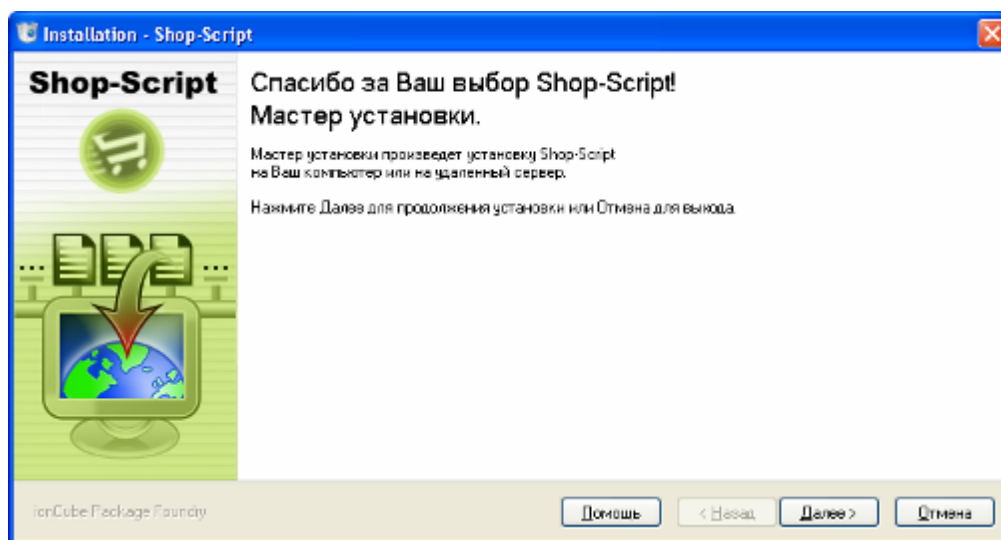 Installation - Shop-Script
Shop-Script
Спасибо за Ваш выбор Shop-Script!
Мастер установки.
Мастер установки произведет установку Shop-Script
на Ваш компьютер или на удаленный сервер.
Нажмите Далее для продолжения установки или Отмена для выхода.
... ...
ionCube Package Foundry
Помощь < Назад Далее > Отмена